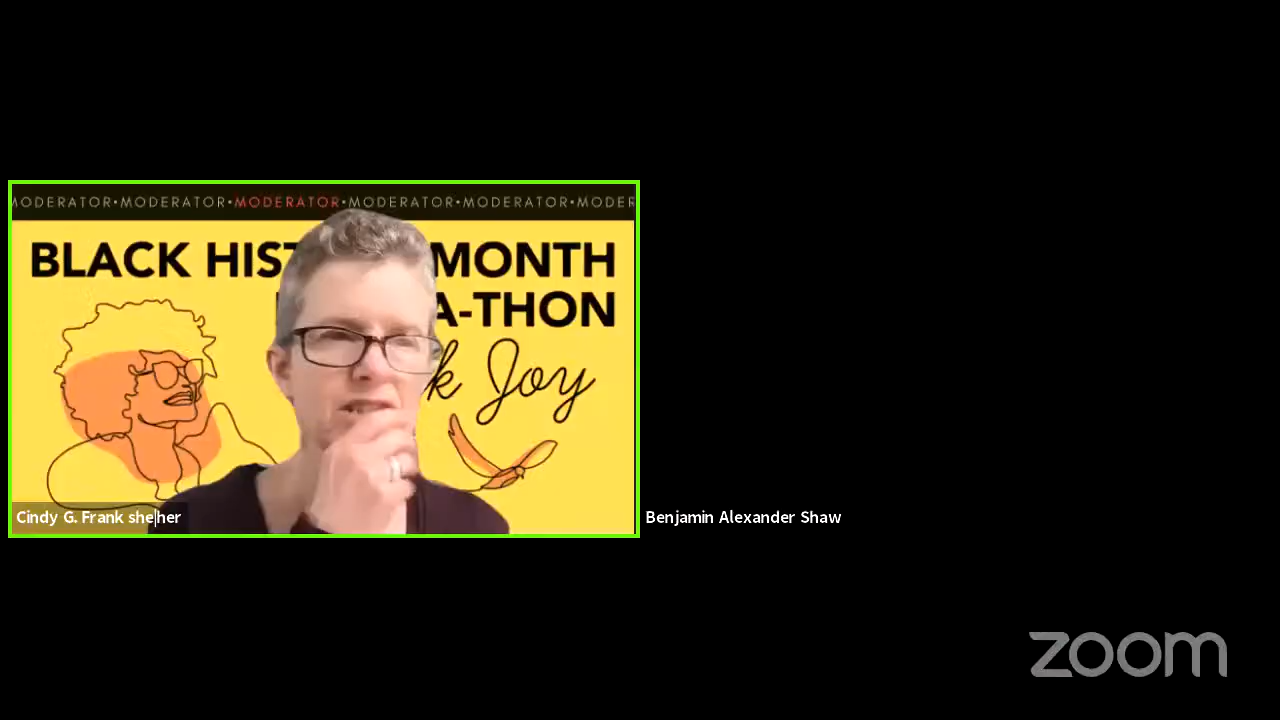 MODERATOR•MODERATOR•MODERATOR•MODERATOR•MODERATOR•MODER
BLACK HIST MONTH
A-THON
k Joy
Cindy G. Frank she|her
Benjamin Alexander Shaw
zoom